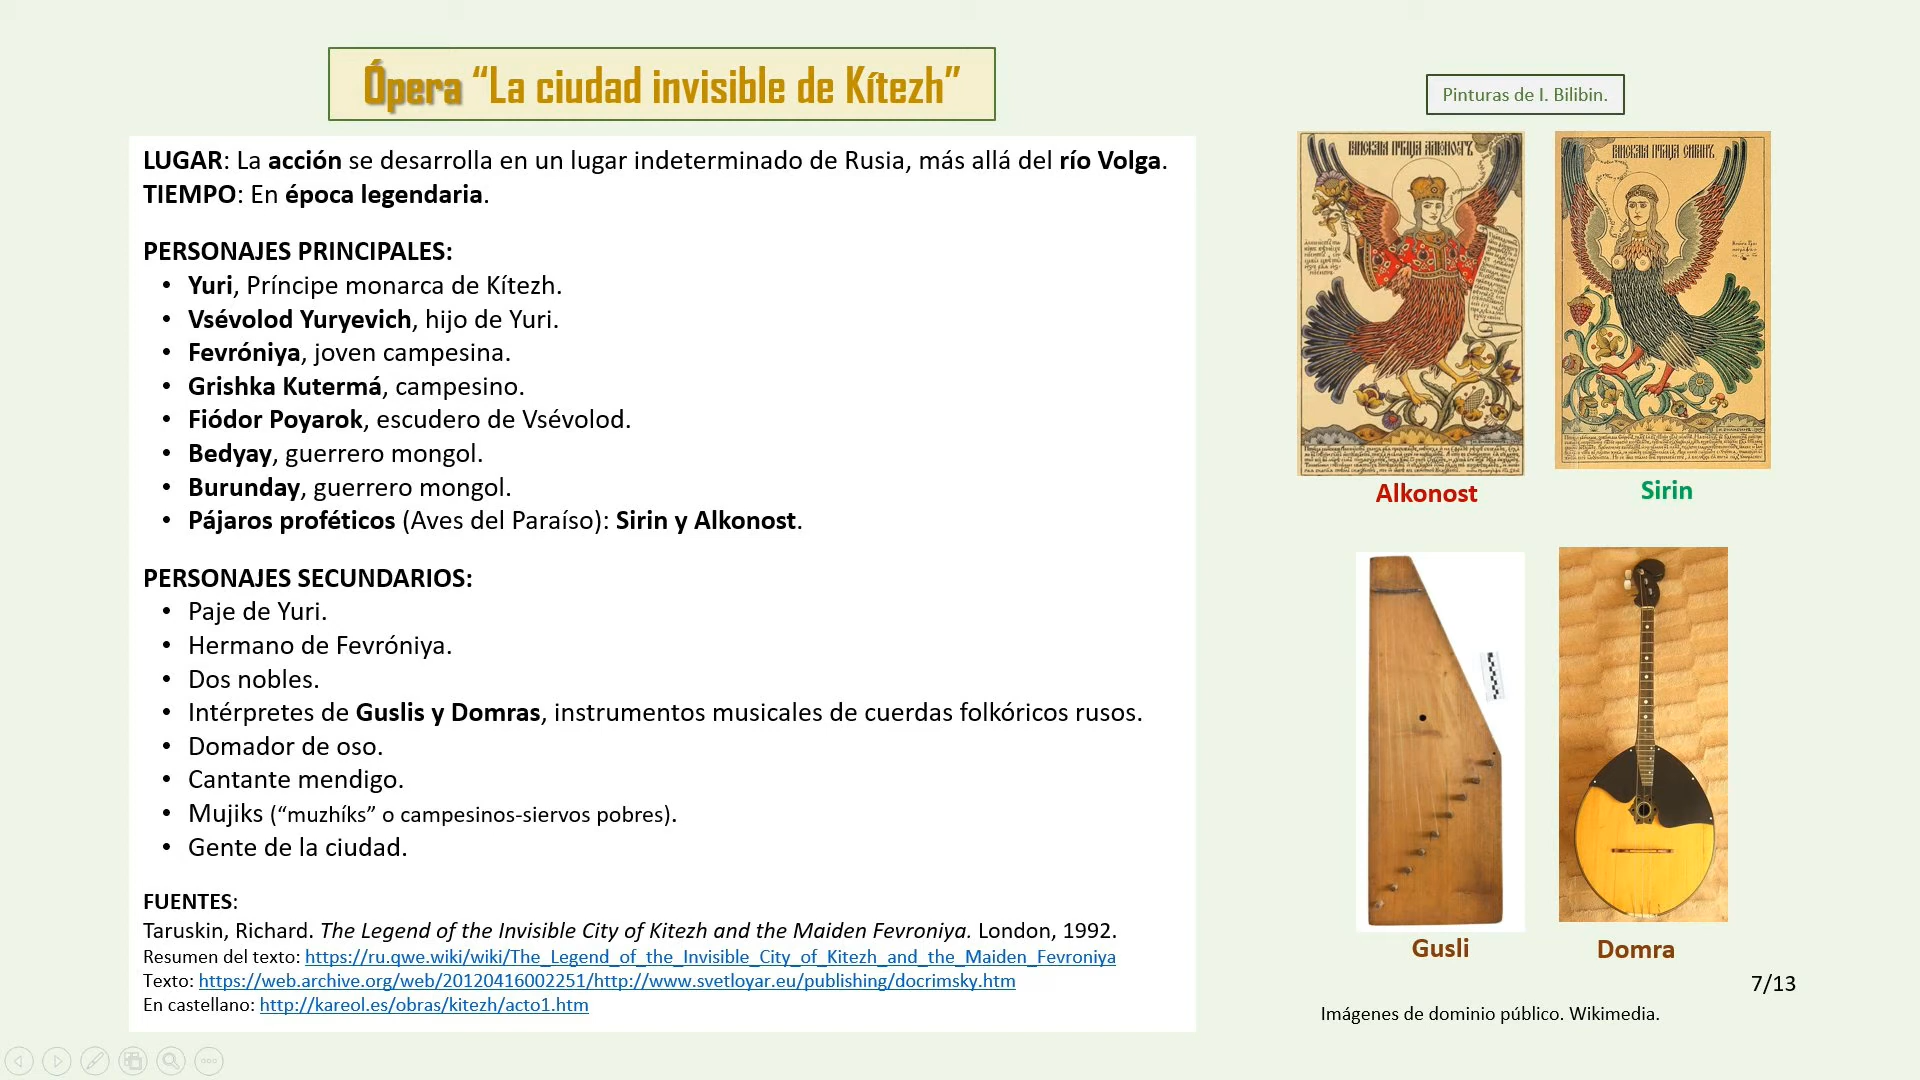 Ópera “La ciudad invisible de Kítezh”
Pinturas de I. Bilibin.
LUGAR: La acción se desarrolla en un lugar indeterminado de Rusia, más allá del río Volga.
TIEMPO: En época legendaria.
PERSONAJES PRINCIPALES:
• Yuri, Príncipe monarca de Kítezh.
• Vsévolod Yuryevich, hijo de Yuri.
• Fevróniya, joven campesina.
• Grishka Kutermá, campesino.
• Fiódor Poyarok, escudero de Vsévolod.
• Bedyay, guerrero mongol.
• Burunday, guerrero mongol.
• Pájaros proféticos (Aves del Paraíso): Sirin y Alkonost.
PERSONAJES SECUNDARIOS:
• Paje de Yuri.
• Hermano de Fevróniya.
• Dos nobles.
• Intérpretes de Guslis y Domras, instrumentos musicales de cuerdas folkóricos rusos.
• Domador de oso.
• Cantante mendigo.
• Mujiks (“muzhíks” o campesinos-siervos pobres).
• Gente de la ciudad.
FUENTES:
Taruskin, Richard. The Legend of the Invisible City of Kitezh and the Maiden Fevroniya. London, 1992.
Resumen del texto: https://ru.qwe.wiki/wiki/The_Legend_of_the_Invisible_City_of_Kitezh_and_the_Maiden_Fevroniya
Texto: https://web.archive.org/web/20120416002251/http://www.svetloyar.eu/publishing/docrimsky.htm
En castellano: http://kareol.es/obras/kitezh/acto1.htm
Alkonost
Sirin
Gusli
Domra
7/13
Imágenes de dominio público. Wikimedia.